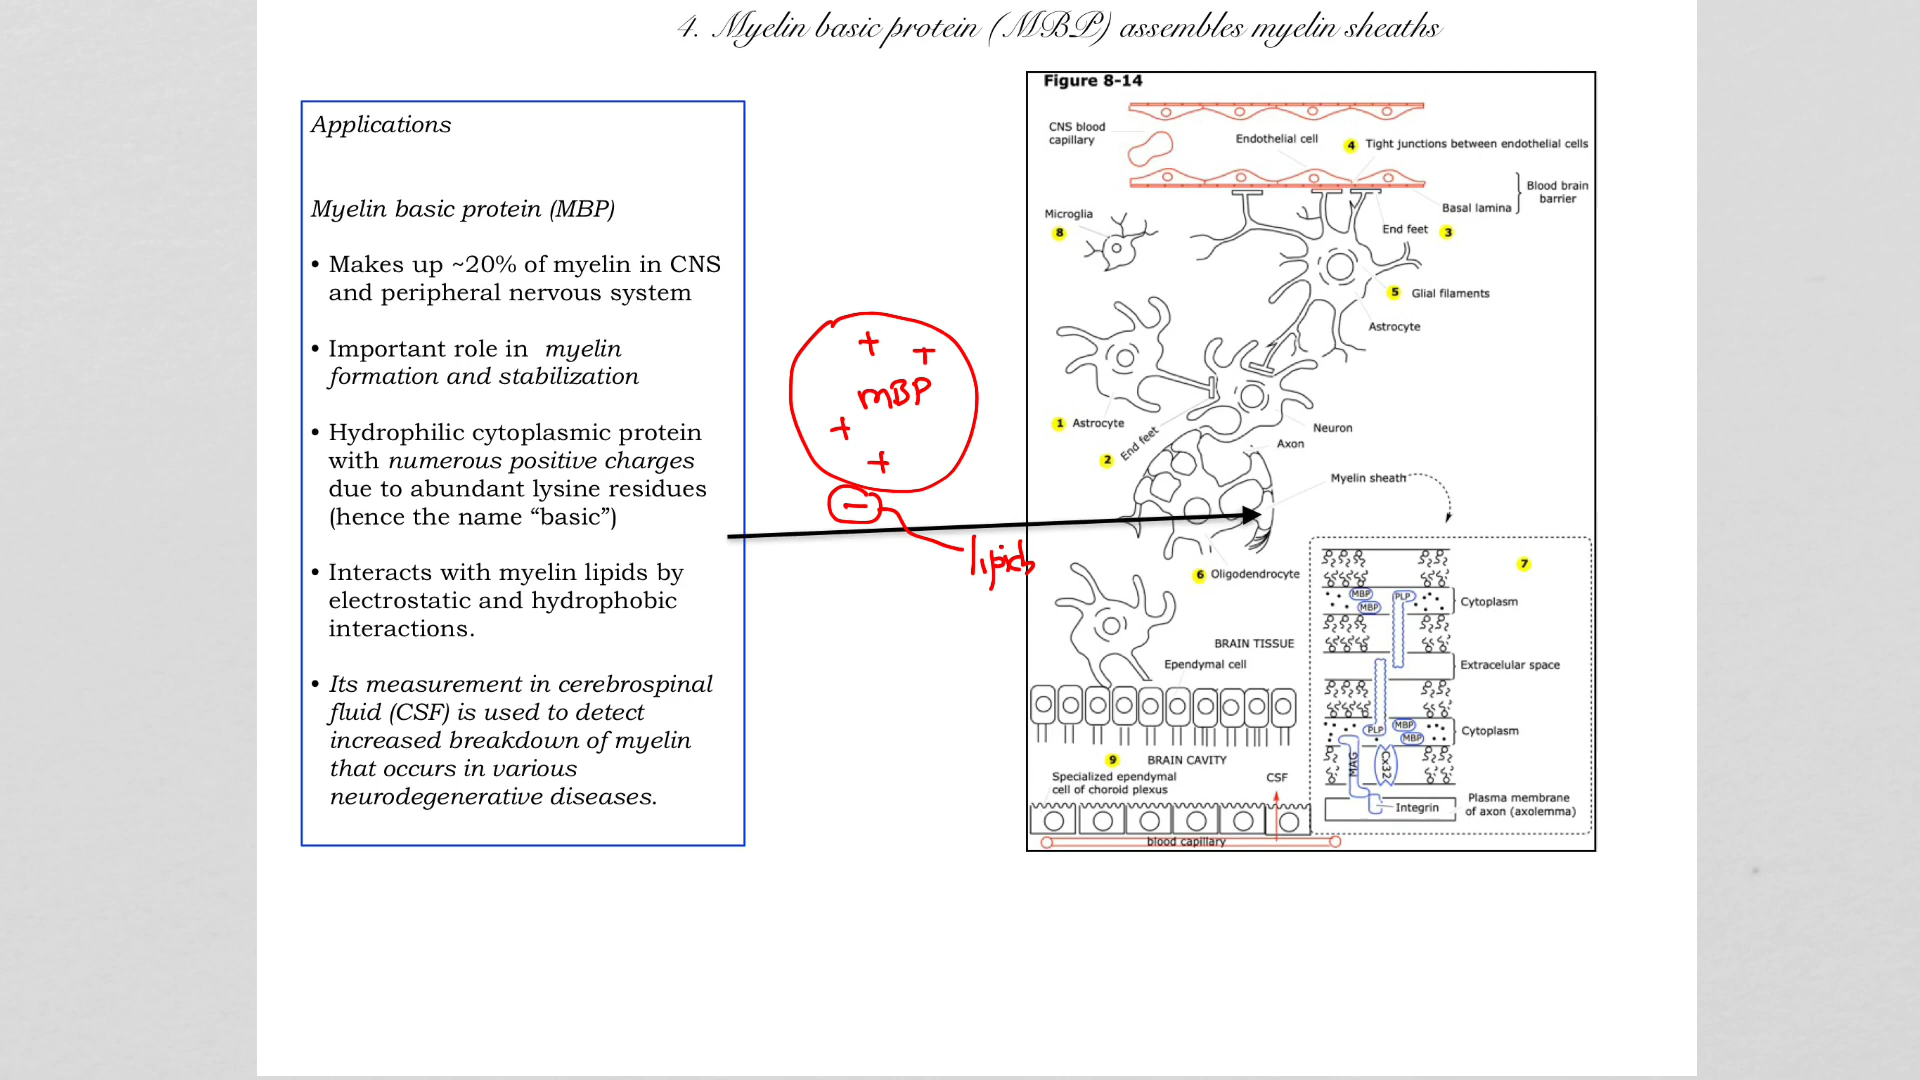 4. Myelin basic protein (MBP) assembles myelin sheaths
Applications
Myelin basic protein (MBP)
• Makes up ~20% of myelin in CNS
and peripheral nervous system
• Important role in myelin
formation and stabilization
• Hydrophilic cytoplasmic protein
with numerous positive charges
due to abundant lysine residues
(hence the name “basic”)
• Interacts with myelin lipids by
electrostatic and hydrophobic
interactions.
• Its measurement in cerebrospinal
fluid (CSF) is used to detect
increased breakdown of myelin
that occurs in various
neurodegenerative diseases.
+ +
mBP
+
+
−
lipids
Figure 8-14
CNS blood
capillary
Endothelial cell
4 Tight junctions between endothelial cells
Blood brain
barrier
Basal lamina
Microglia
8
End feet 3
5 Glial filaments
Astrocyte
1 Astrocyte
2 End feet
Neuron
Axon
Myelin sheath
6 Oligodendrocyte
7
MBP
MBP
PLP
Cytoplasm
BRAIN TISSUE
Ependymal cell
Extracelular space
PLP
MBP
MBP
Cytoplasm
MAG
Cx32
Integrin
Plasma membrane
of axon (axolemma)
9 BRAIN CAVITY
Specialized ependymal
cell of choroid plexus
CSF
blood capillary